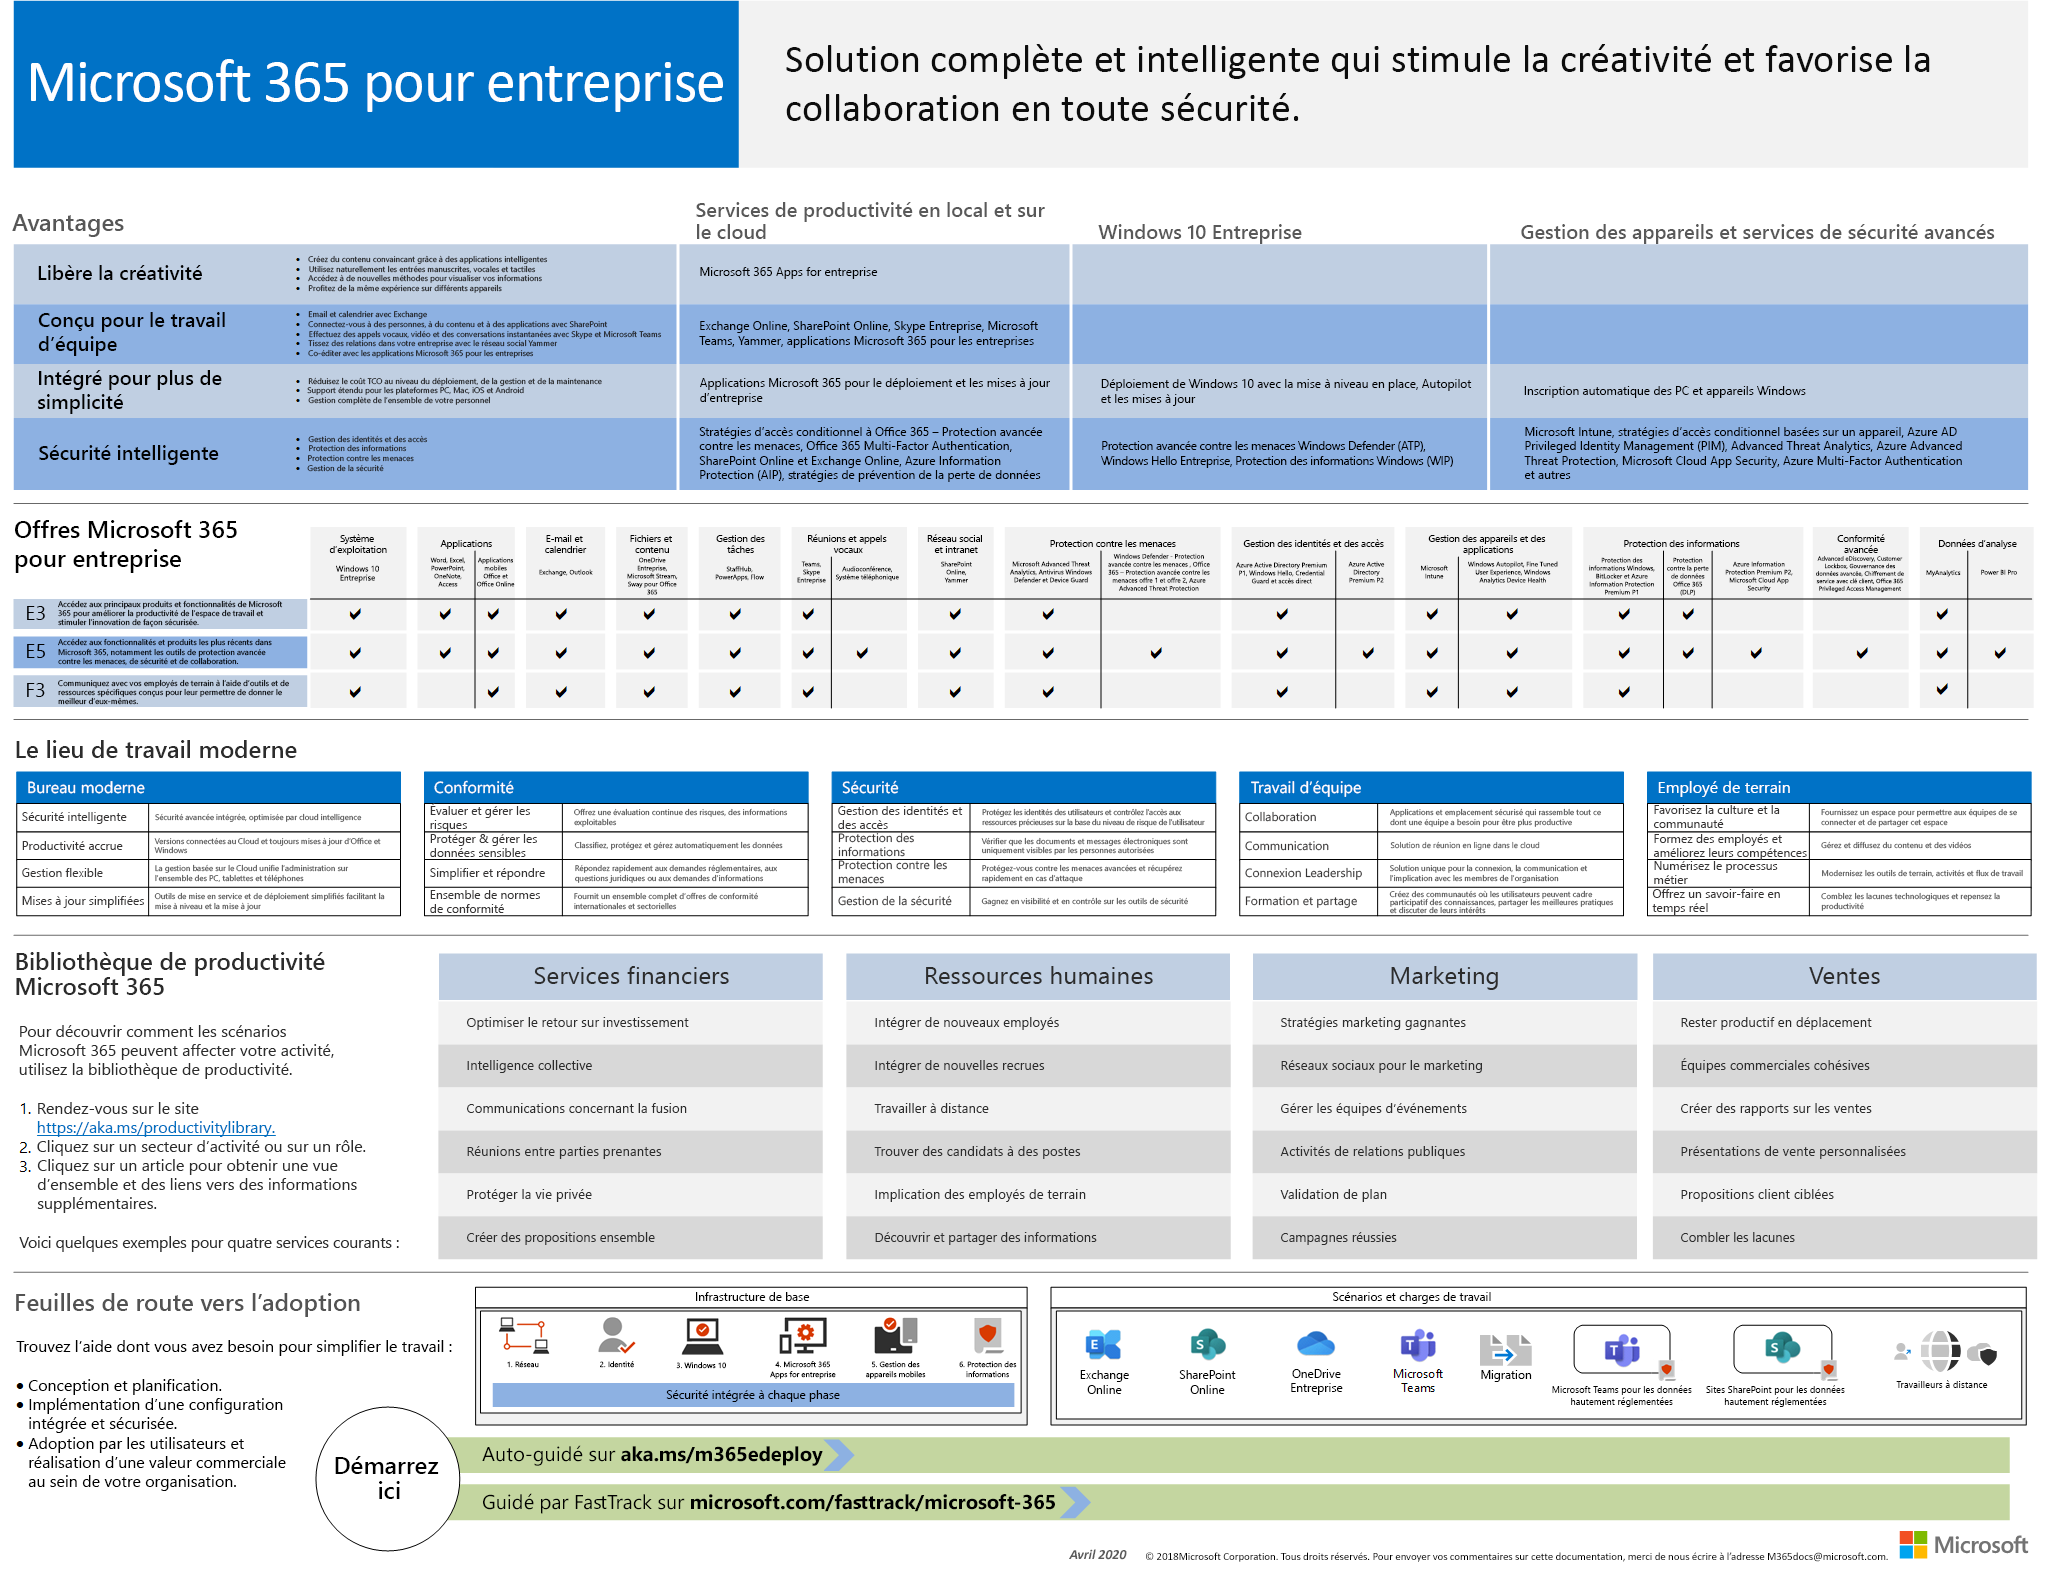 Microsoft 365 pour entreprise
Solution complète et intelligente qui stimule la créativité et favorise la
collaboration en toute sécurité.
Avantages
Services de productivité en local et sur
le cloud
Windows 10 Entreprise
Gestion des appareils et services de sécurité avancés
Libère la créativité
• Créez du contenu convaincant grâce à des applications intelligentes
• Utilisez naturellement les entrées manuscrites, vocales et tactiles
• Accédez à de nouvelles méthodes pour visualiser vos informations
• Profitez de la même expérience sur différents appareils
Microsoft 365 Apps for entreprise
Conçu pour le travail
d’équipe
• Email et calendrier avec Exchange
• Connectez-vous à des personnes, à du contenu et à des applications avec SharePoint
• Effectuez des appels vocaux, vidéo et des conversations instantanées avec Skype et Microsoft Teams
• Tissez des relations dans votre entreprise avec le réseau social Yammer
• Co-éditer avec les applications Microsoft 365 pour les entreprises
Exchange Online, SharePoint Online, Skype Entreprise, Microsoft
Teams, Yammer, applications Microsoft 365 pour les entreprises
Intégré pour plus de
simplicité
• Réduisez le coût TCO au niveau du déploiement, de la gestion et de la maintenance
• Support étendu pour les plateformes PC, Mac, iOS et Android
• Gestion complète de l’ensemble de votre personnel
Applications Microsoft 365 pour le déploiement et les mises à jour
d’entreprise
Déploiement de Windows 10 avec la mise à niveau en place, Autopilot
et les mises à jour
Inscription automatique des PC et appareils Windows
Sécurité intelligente
• Gestion des identités et des accès
• Protection des informations
• Protection contre les menaces
• Gestion de la sécurité
Stratégies d’accès conditionnel à Office 365 – Protection avancée
contre les menaces, Office 365 Multi-Factor Authentication,
SharePoint Online et Exchange Online, Azure Information
Protection (AIP), stratégies de prévention de la perte de données
Protection avancée contre les menaces Windows Defender (ATP),
Windows Hello Entreprise, Protection des informations Windows (WIP)
Microsoft Intune, stratégies d’accès conditionnel basées sur un appareil, Azure AD
Privileged Identity Management (PIM), Advanced Threat Analytics, Azure Advanced
Threat Protection, Microsoft Cloud App Security, Azure Multi-Factor Authentication
et autres
Offres Microsoft 365
pour entreprise
Système
d’exploitation
Windows 10
Entreprise
Applications
Word, Excel,
PowerPoint,
OneNote,
Access
Applications
mobiles
Office et
Office Online
E-mail et
calendrier
Exchange, Outlook
Fichiers et
contenu
OneDrive
Entreprise,
Microsoft Stream,
Sway pour Office
365
Gestion des
tâches
StaffHub,
PowerApps, Flow
Réunions et appels
vocaux
Teams,
Skype
Entreprise
Audioconférence,
Système téléphonique
Réseau social
et intranet
SharePoint
Online,
Yammer
Protection contre les menaces
Microsoft Advanced Threat
Analytics, Antivirus Windows
Defender et Device Guard
Windows Defender - Protection
avancée contre les menaces , Office
365 – Protection avancée contre les
menaces offre 1 et offre 2, Azure
Advanced Threat Protection
Gestion des identités et des accès
Azure Active Directory Premium
P1, Windows Hello, Credential
Guard et accès direct
Azure Active
Directory
Premium P2
Gestion des appareils et des
applications
Microsoft
Intune
Windows Autopilot, Fine Tuned
User Experience, Windows
Analytics Device Health
Protection des informations
Protection des
informations Windows,
BitLocker et Azure
Information Protection
Premium P1
Protection
contre la perte
de données
Office 365
(DLP)
Azure Information
Protection Premium P2,
Microsoft Cloud App
Security
Conformité
avancée
Advanced eDiscovery, Customer
Lockbox, Gouvernance des
données avancée, Chiffrement de
service avec clé client, Office 365
Privileged Access Management
Données d’analyse
MyAnalytics
Power BI Pro
E3
Accédez aux principaux produits et fonctionnalités de Microsoft
365 pour améliorer la productivité de l’espace de travail et
stimuler l’innovation de façon sécurisée.
E5
Accédez aux fonctionnalités et produits les plus récents dans
Microsoft 365, notamment les outils de protection avancée
contre les menaces, de sécurité et de collaboration.
F3
Communiquez avec vos employés de terrain à l’aide d’outils et de
ressources spécifiques conçus pour leur permettre de donner le
meilleur d’eux-mêmes.
Le lieu de travail moderne
Bureau moderne
Sécurité intelligente
Sécurité avancée intégrée, optimisée par cloud intelligence
Productivité accrue
Versions connectées au Cloud et toujours mises à jour d’Office et
Windows
Gestion flexible
La gestion basée sur le Cloud unifie l’administration sur
l’ensemble des PC, tablettes et téléphones
Mises à jour simplifiées
Outils de mise en service et de déploiement simplifiés facilitant la
mise à niveau et la mise à jour
Conformité
Évaluer et gérer les
risques
Offrez une évaluation continue des risques, des informations
exploitables
Protéger & gérer les
données sensibles
Classifiez, protégez et gérez automatiquement les données
Simplifier et répondre
Répondez rapidement aux demandes réglementaires, aux
questions juridiques ou aux demandes d’informations
Ensemble de normes
de conformité
Fournit un ensemble complet d’offres de conformité
internationales et sectorielles
Sécurité
Gestion des identités et
des accès
Protégez les identités des utilisateurs et contrôlez l’accès aux
ressources précieuses sur la base du niveau de risque de l’utilisateur
Protection des
informations
Vérifier que les documents et messages électroniques sont
uniquement visibles par les personnes autorisées
Protection contre les
menaces
Protégez-vous contre les menaces avancées et récupérez
rapidement en cas d’attaque
Gestion de la sécurité
Gagnez en visibilité et en contrôle sur les outils de sécurité
Travail d’équipe
Collaboration
Applications et emplacement sécurisé qui rassemble tout ce
dont une équipe a besoin pour être plus productive
Communication
Solution de réunion en ligne dans le cloud
Connexion Leadership
Solution unique pour la connexion, la communication et
l’implication avec les membres de l’organisation
Formation et partage
Créez des communautés où les utilisateurs peuvent cadre
participatif des connaissances, partager les meilleures pratiques
et discuter de leurs intérêts
Employé de terrain
Favorisez la culture et la
communauté
Fournissez un espace pour permettre aux équipes de se
connecter et de partager cet espace
Formez des employés et
améliorez leurs compétences
Gérez et diffusez du contenu et des vidéos
Numérisez le processus
métier
Modernisez les outils de terrain, activités et flux de travail
Offrez un savoir-faire en
temps réel
Comblez les lacunes technologiques et repensez la
productivité
Bibliothèque de productivité
Microsoft 365
Pour découvrir comment les scénarios
Microsoft 365 peuvent affecter votre activité,
utilisez la bibliothèque de productivité.
1. Rendez-vous sur le site
https://aka.ms/productivitylibrary.
2. Cliquez sur un secteur d’activité ou sur un rôle.
3. Cliquez sur un article pour obtenir une vue
d’ensemble et des liens vers des informations
supplémentaires.
Voici quelques exemples pour quatre services courants :
Services financiers
Optimiser le retour sur investissement
Intelligence collective
Communications concernant la fusion
Réunions entre parties prenantes
Protéger la vie privée
Créer des propositions ensemble
Ressources humaines
Intégrer de nouveaux employés
Intégrer de nouvelles recrues
Travailler à distance
Trouver des candidats à des postes
Implication des employés de terrain
Découvrir et partager des informations
Marketing
Stratégies marketing gagnantes
Réseaux sociaux pour le marketing
Gérer les équipes d’événements
Activités de relations publiques
Validation de plan
Campagnes réussies
Ventes
Rester productif en déplacement
Équipes commerciales cohésives
Créer des rapports sur les ventes
Présentations de vente personnalisées
Propositions client ciblées
Combler les lacunes
Feuilles de route vers l’adoption
Trouvez l’aide dont vous avez besoin pour simplifier le travail :
• Conception et planification.
• Implémentation d’une configuration
intégrée et sécurisée.
• Adoption par les utilisateurs et
réalisation d’une valeur commerciale
au sein de votre organisation.
Démarrez
ici
Infrastructure de base
1. Réseau
2. Identité
3. Windows 10
4. Microsoft 365
Apps for entreprise
5. Gestion des
appareils mobiles
6. Protection des
informations
Sécurité intégrée à chaque phase
Scénarios et charges de travail
Exchange
Online
SharePoint
Online
OneDrive
Entreprise
Microsoft
Teams
Migration
Microsoft Teams pour les données
hautement réglementées
Sites SharePoint pour les données
hautement réglementées
Travailleurs à distance
Auto-guidé sur aka.ms/m365edeploy
Guidé par FastTrack sur microsoft.com/fasttrack/microsoft-365
Avril 2020
© 2018Microsoft Corporation. Tous droits réservés. Pour envoyer vos commentaires sur cette documentation, merci de nous écrire à l’adresse M365docs@microsoft.com.
Microsoft